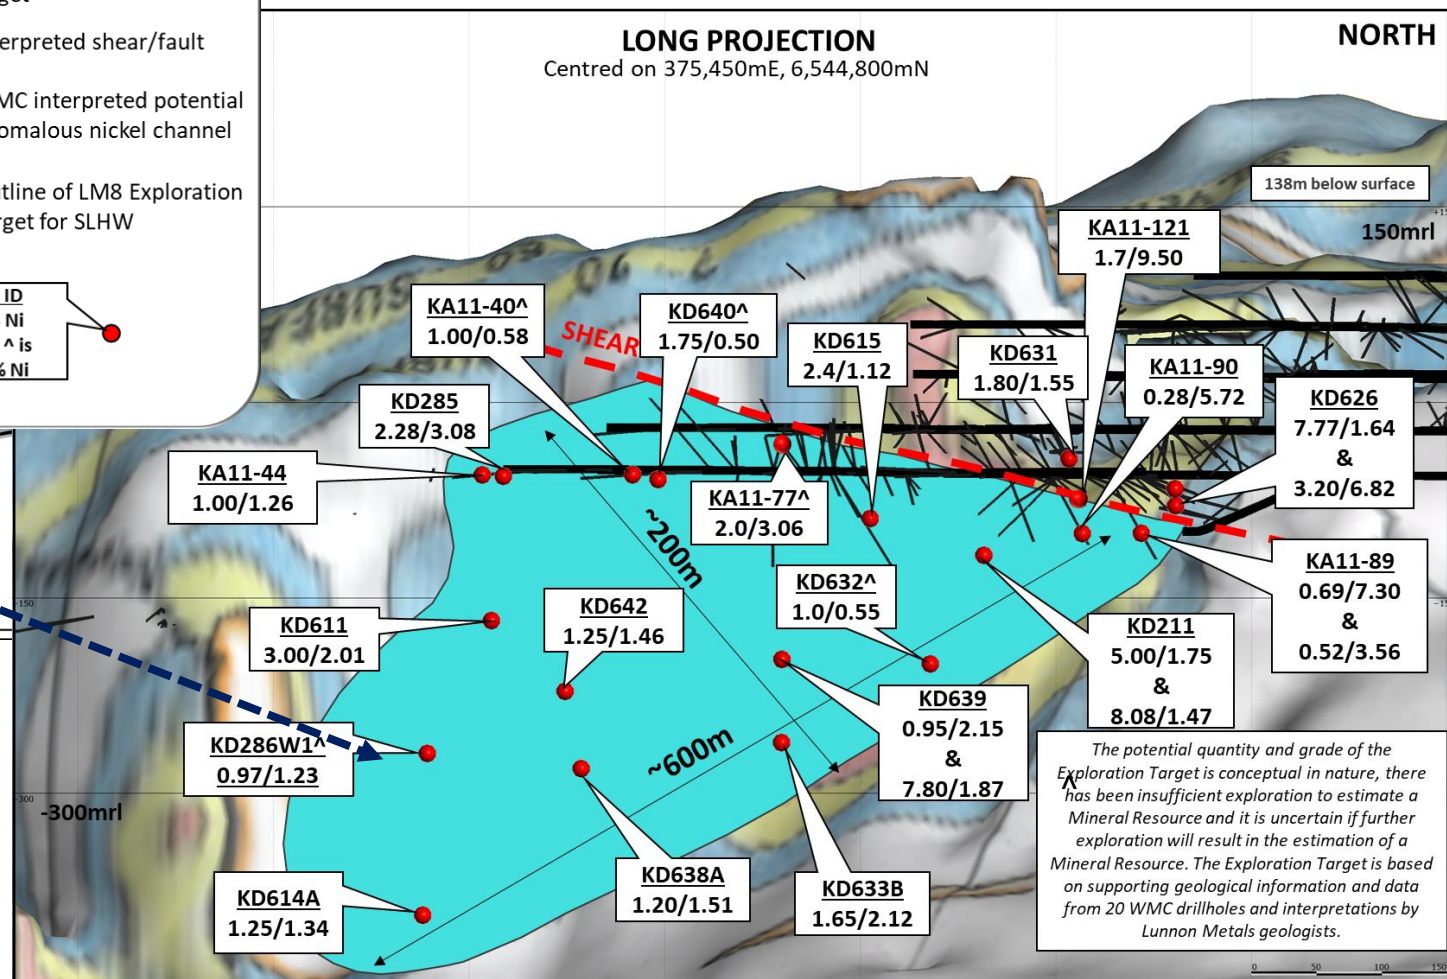 get
erpreted shear/fault
MC interpreted potential
omalous nickel channel
tline of LM8 Exploration
rget for SLHW
ID
Ni
^ is
% Ni
LONG PROJECTION
Centred on 375,450mE, 6,544,800mN
NORTH
138m below surface
150mrl
KA11-121
1.7/9.50
KA11-40^
1.00/0.58
KD640^
1.75/0.50
SHEAR
KD615
2.4/1.12
KD631
1.80/1.55
KA11-90
0.28/5.72
KD626
7.77/1.64
&
3.20/6.82
KD285
2.28/3.08
KA11-44
1.00/1.26
KA11-77^
2.0/3.06
~200m
KA11-89
0.69/7.30
&
0.52/3.56
KD632^
1.0/0.55
KD642
1.25/1.46
KD611
3.00/2.01
KD211
5.00/1.75
&
8.08/1.47
-150
KD639
0.95/2.15
&
7.80/1.87
KD286W1^
0.97/1.23
~600m
-300
-300mrl
KD638A
1.20/1.51
KD633B
1.65/2.12
KD614A
1.25/1.34
The potential quantity and grade of the
Exploration Target is conceptual in nature, there
^
has been insufficient exploration to estimate a
Mineral Resource and it is uncertain if further
exploration will result in the estimation of a
Mineral Resource. The Exploration Target is based
on supporting geological information and data
from 20 WMC drillholes and interpretations by
Lunnon Metals geologists.
0 50 100 150